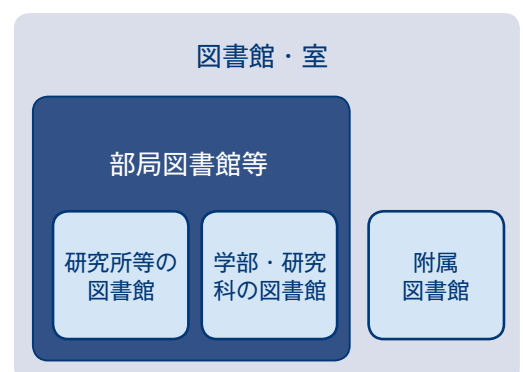 図書館・室
部局図書館等
研究所等の
図書館
学部・研究
科の図書館
附属
図書館